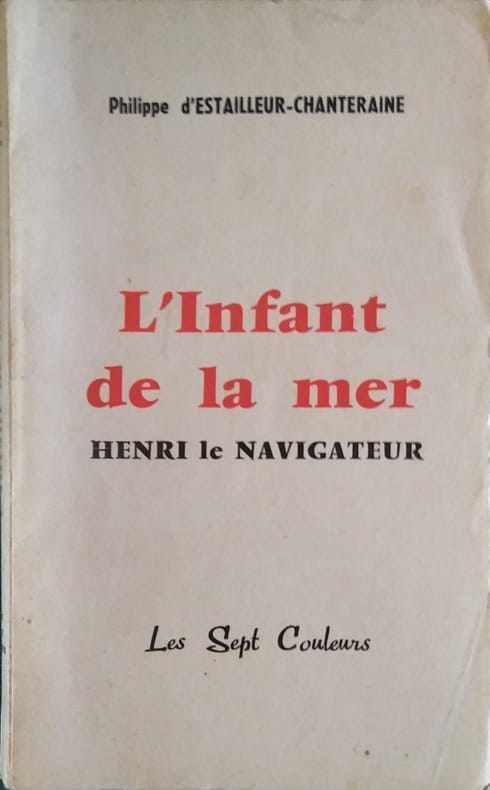 Philippe d'ESTAILLEUR-CHANTERAINE
L'Infant
de la mer
HENRI le NAVIGATEUR
Les Sept Couleurs